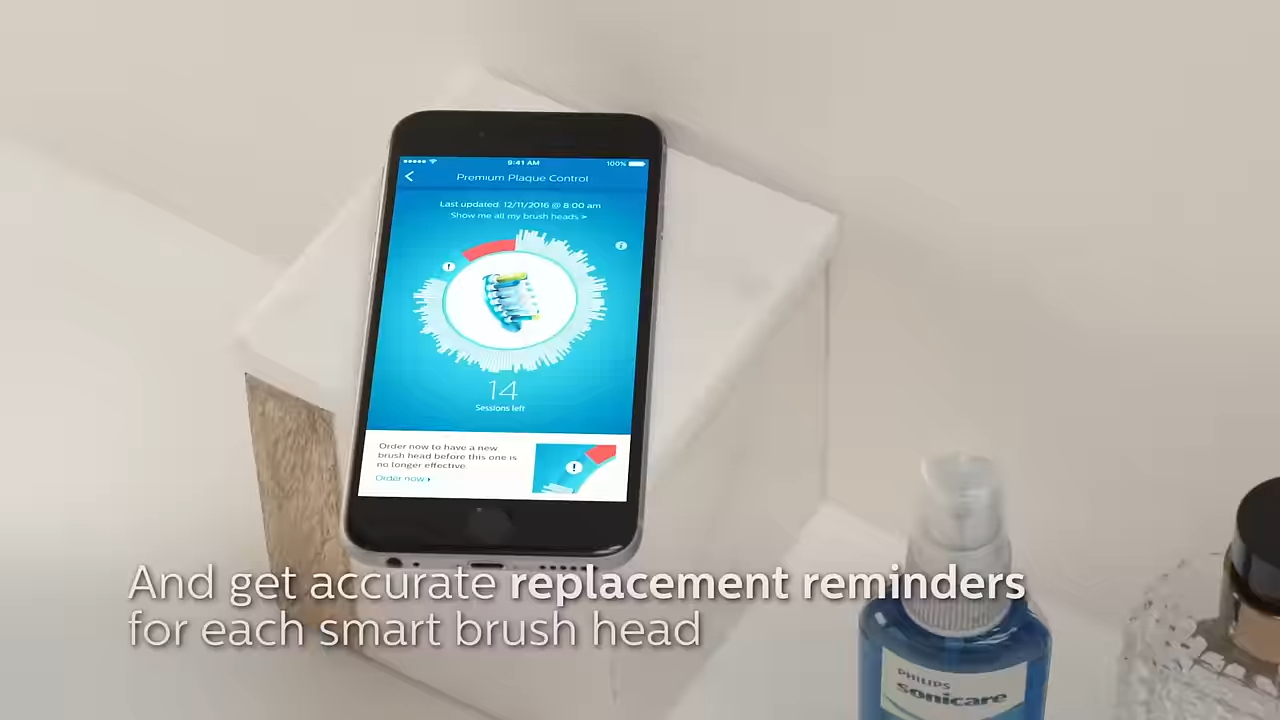 9:41 AM
100%
Premium Plaque Control
Last updated: 12/11/2016 @ 8:00 am
Show me all my brush heads >
!
i
14
Sessions left
Order now to have a new
brush head before this one is
no longer effective
Order now ›
!
And get accurate replacement reminders
for each smart brush head
PHILIPS
sonicare